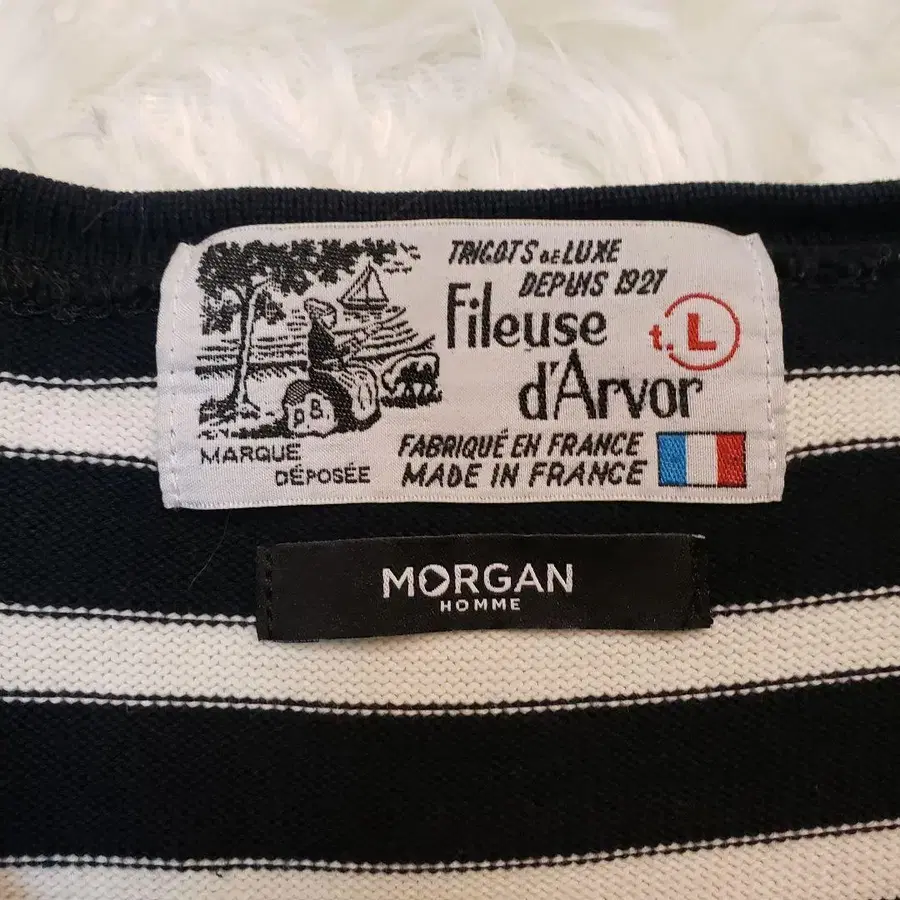 TRICOTS DE LUXE
DEPUIS 1927
Fileuse
d'Arvor
t. L
P.B.
MARQUE
DÉPOSÉE
FABRIQUÉ EN FRANCE
MADE IN FRANCE
MORGAN
HOMME